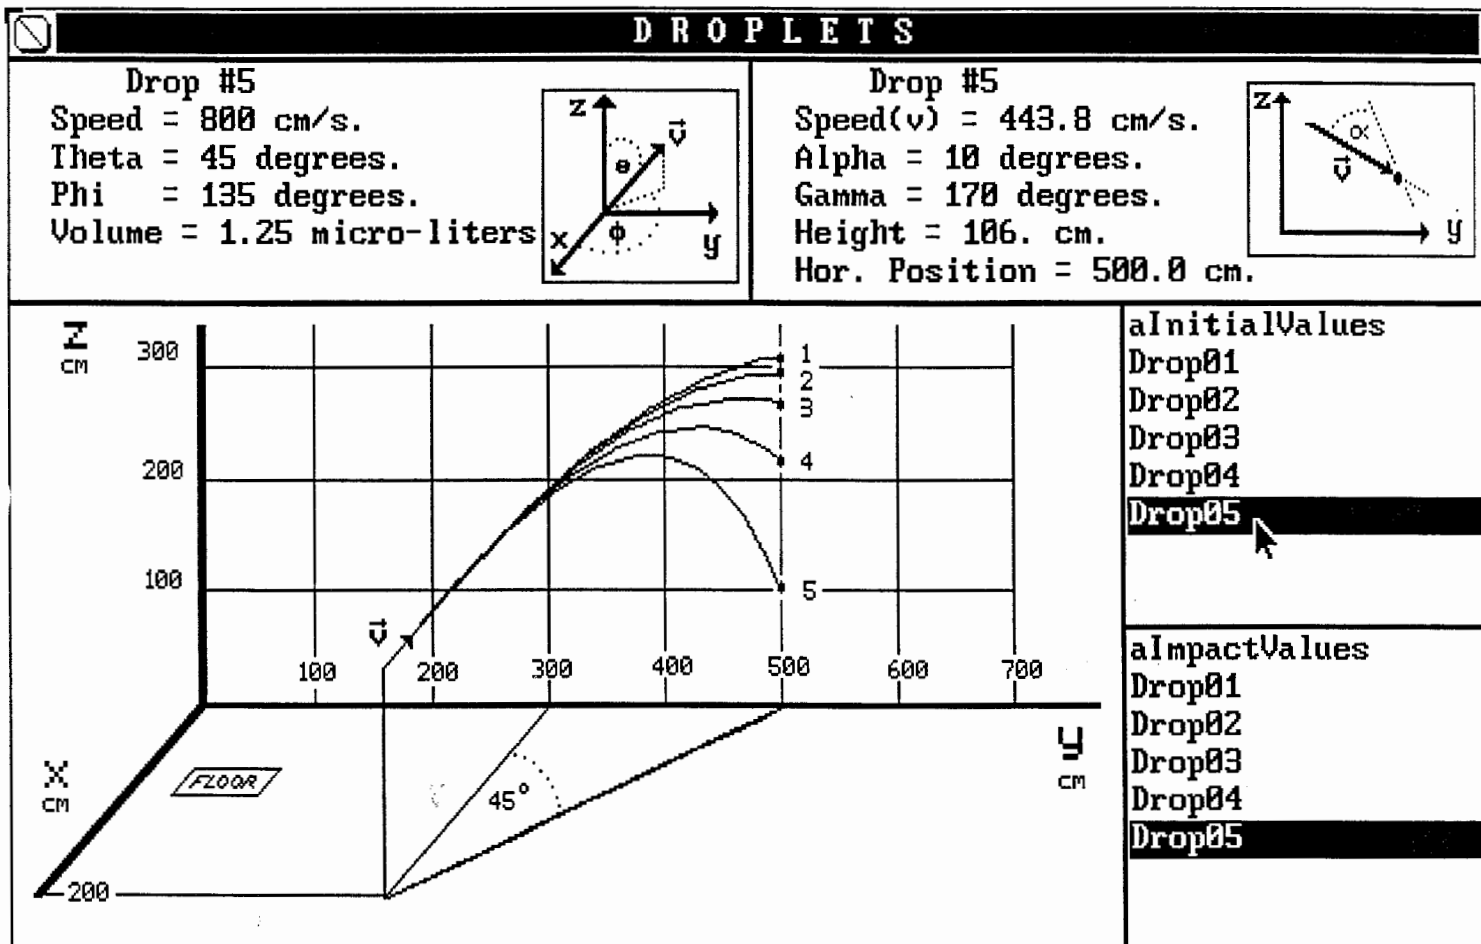 DROPLETS
Drop #5
Speed = 800 cm/s.
Theta = 45 degrees.
Phi = 135 degrees.
Volume = 1.25 micro-liters
z
v⃗
θ
x
ϕ
y
Drop #5
Speed(v) = 443.8 cm/s.
Alpha = 10 degrees.
Gamma = 170 degrees.
Height = 106. cm.
Hor. Position = 500.0 cm.
z
α
v⃗
y
z
cm
300
200
100
1
2
3
4
5
v⃗
100 200 300 400 500 600 700
x
cm
FLOOR
45°
y
cm
200
aInitialValues
Drop01
Drop02
Drop03
Drop04
Drop05
aImpactValues
Drop01
Drop02
Drop03
Drop04
Drop05